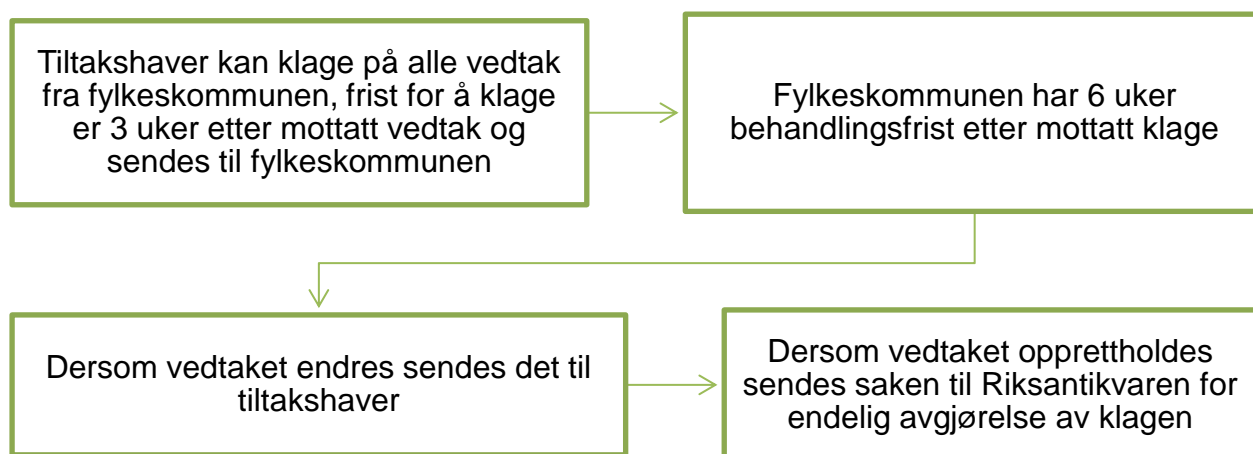 Tiltakshaver kan klage på alle vedtak
fra fylkeskommunen, frist for å klage
er 3 uker etter mottatt vedtak og
sendes til fylkeskommunen
Fylkeskommunen har 6 uker
behandlingsfrist etter mottatt klage
Dersom vedtaket endres sendes det til
tiltakshaver
Dersom vedtaket opprettholdes
sendes saken til Riksantikvaren for
endelig avgjørelse av klagen